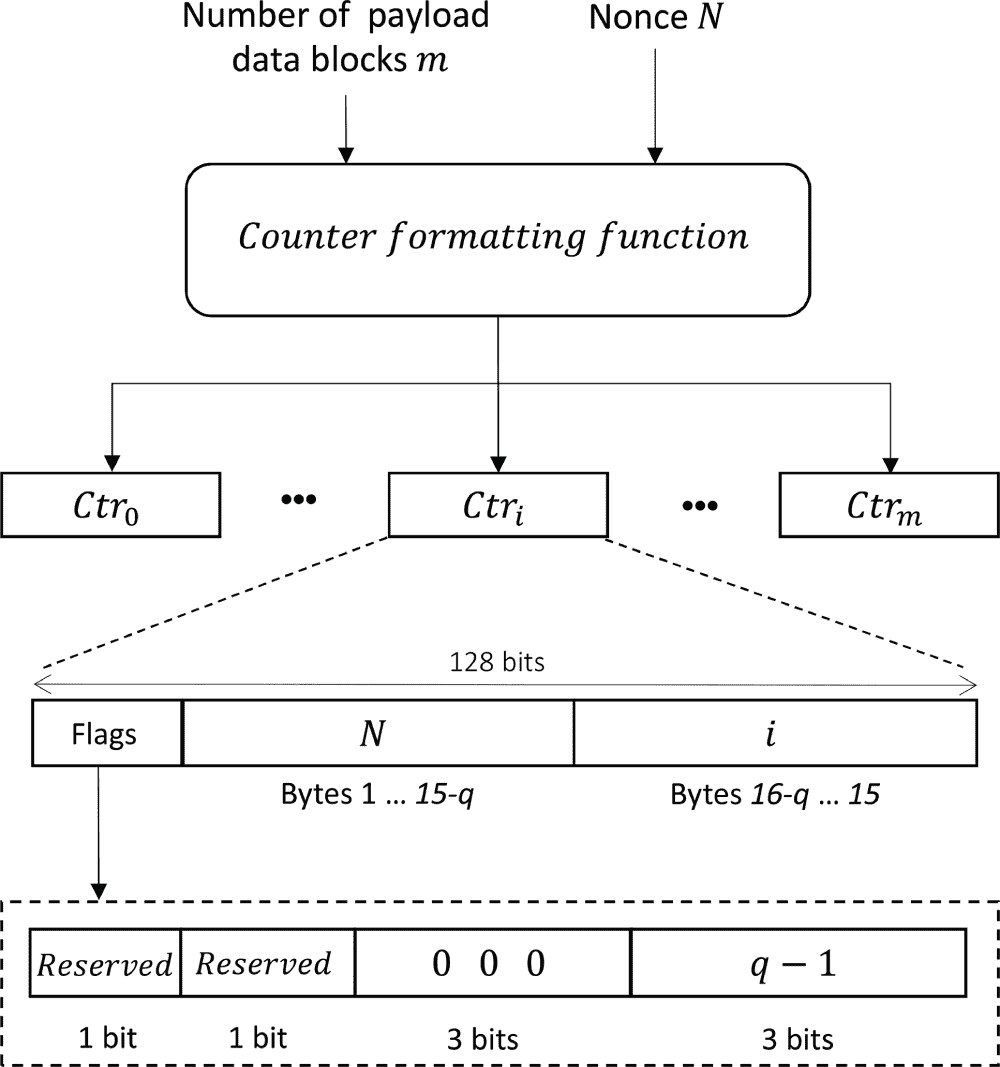 Number of payload
data blocks m
Nonce N
Counter formatting function
Ctr₀ ••• Ctrᵢ ••• Ctrₘ
128 bits
Flags N i
Bytes 1 ... 15-q Bytes 16-q ... 15
Reserved Reserved 0 0 0 q − 1
1 bit 1 bit 3 bits 3 bits